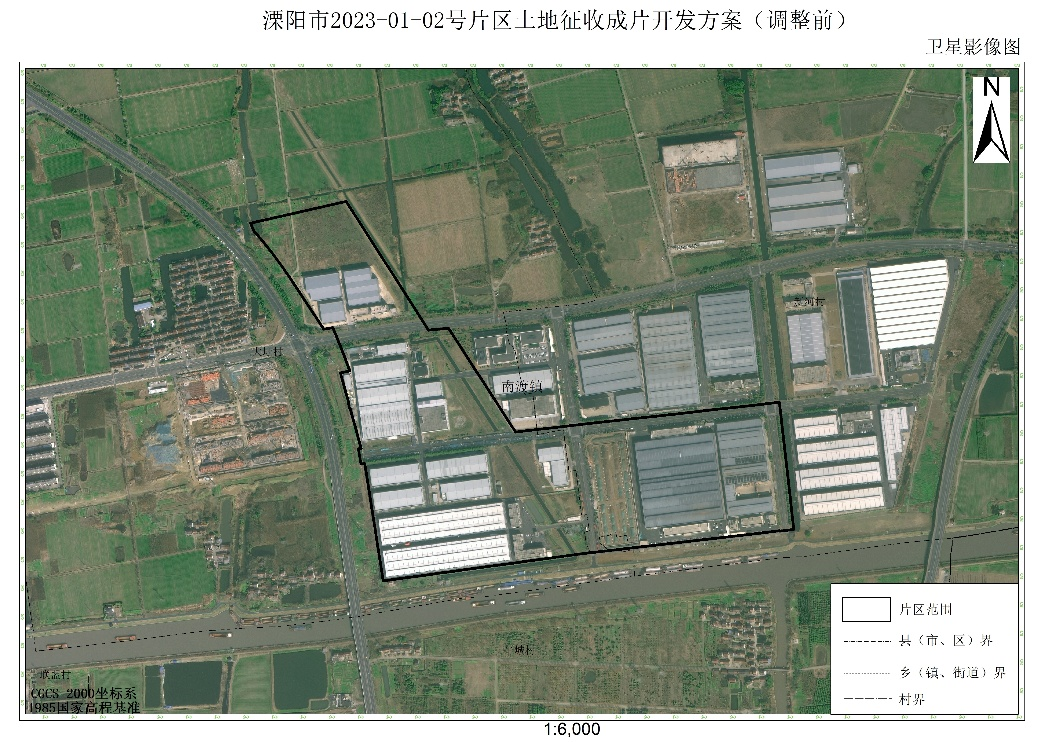 溧阳市2023-01-02号片区土地征收成片开发方案（调整前）
卫星影像图
N
南渡镇
片区范围
县（市、区）界
乡（镇、街道）界
村界
CGCS 2000坐标系
1985国家高程基准
1:6,000